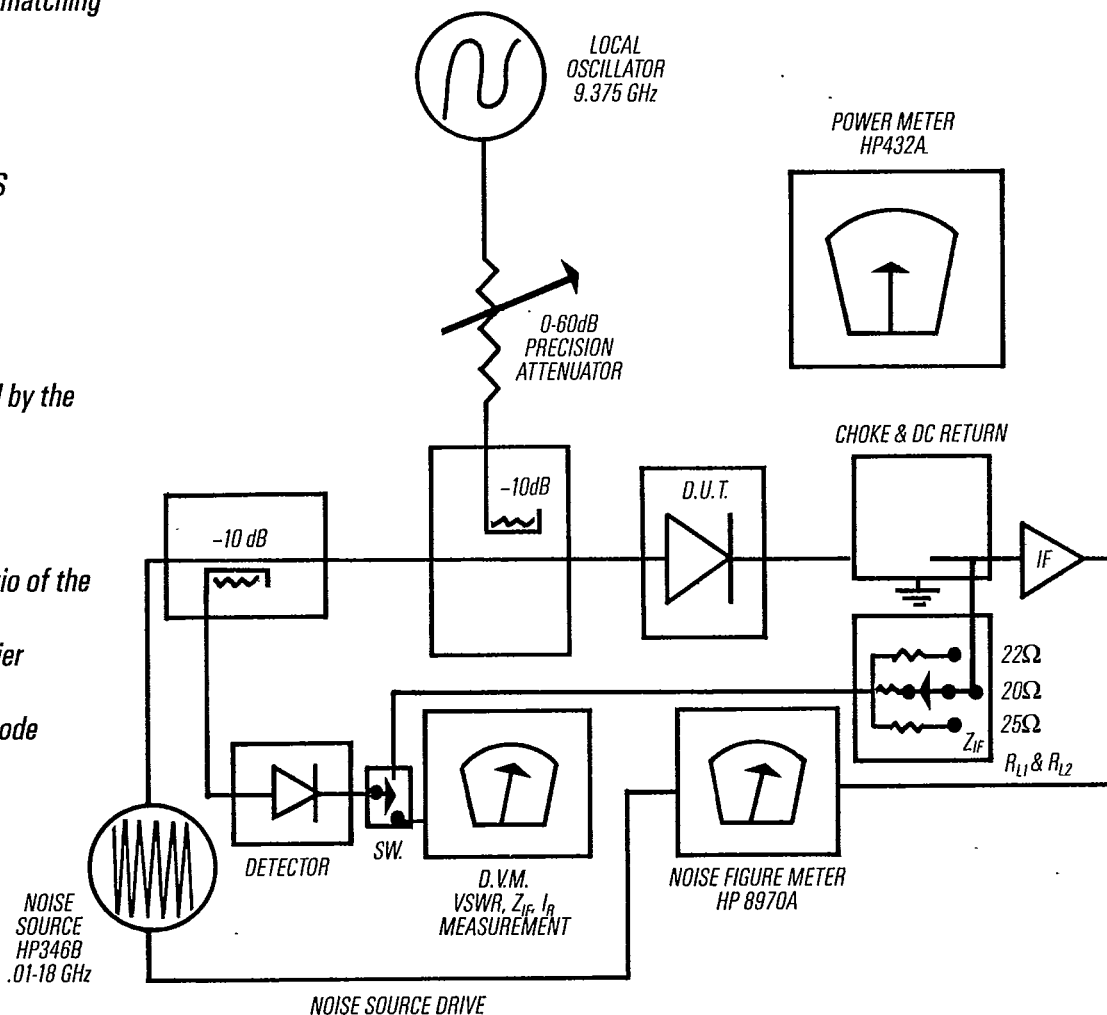 matching
S
l by the
io of the
ier
ode
LOCAL
OSCILLATOR
9.375 GHz
POWER METER
HP432A
0-60dB
PRECISION
ATTENUATOR
CHOKE & DC RETURN
-10dB
D.U.T.
-10 dB
IF
22Ω
20Ω
25Ω
ZIF
RL1 & RL2
DETECTOR
SW.
D.V.M.
VSWR, ZIF, IR
MEASUREMENT
NOISE FIGURE METER
HP 8970A
NOISE
SOURCE
HP346B
.01-18 GHz
NOISE SOURCE DRIVE